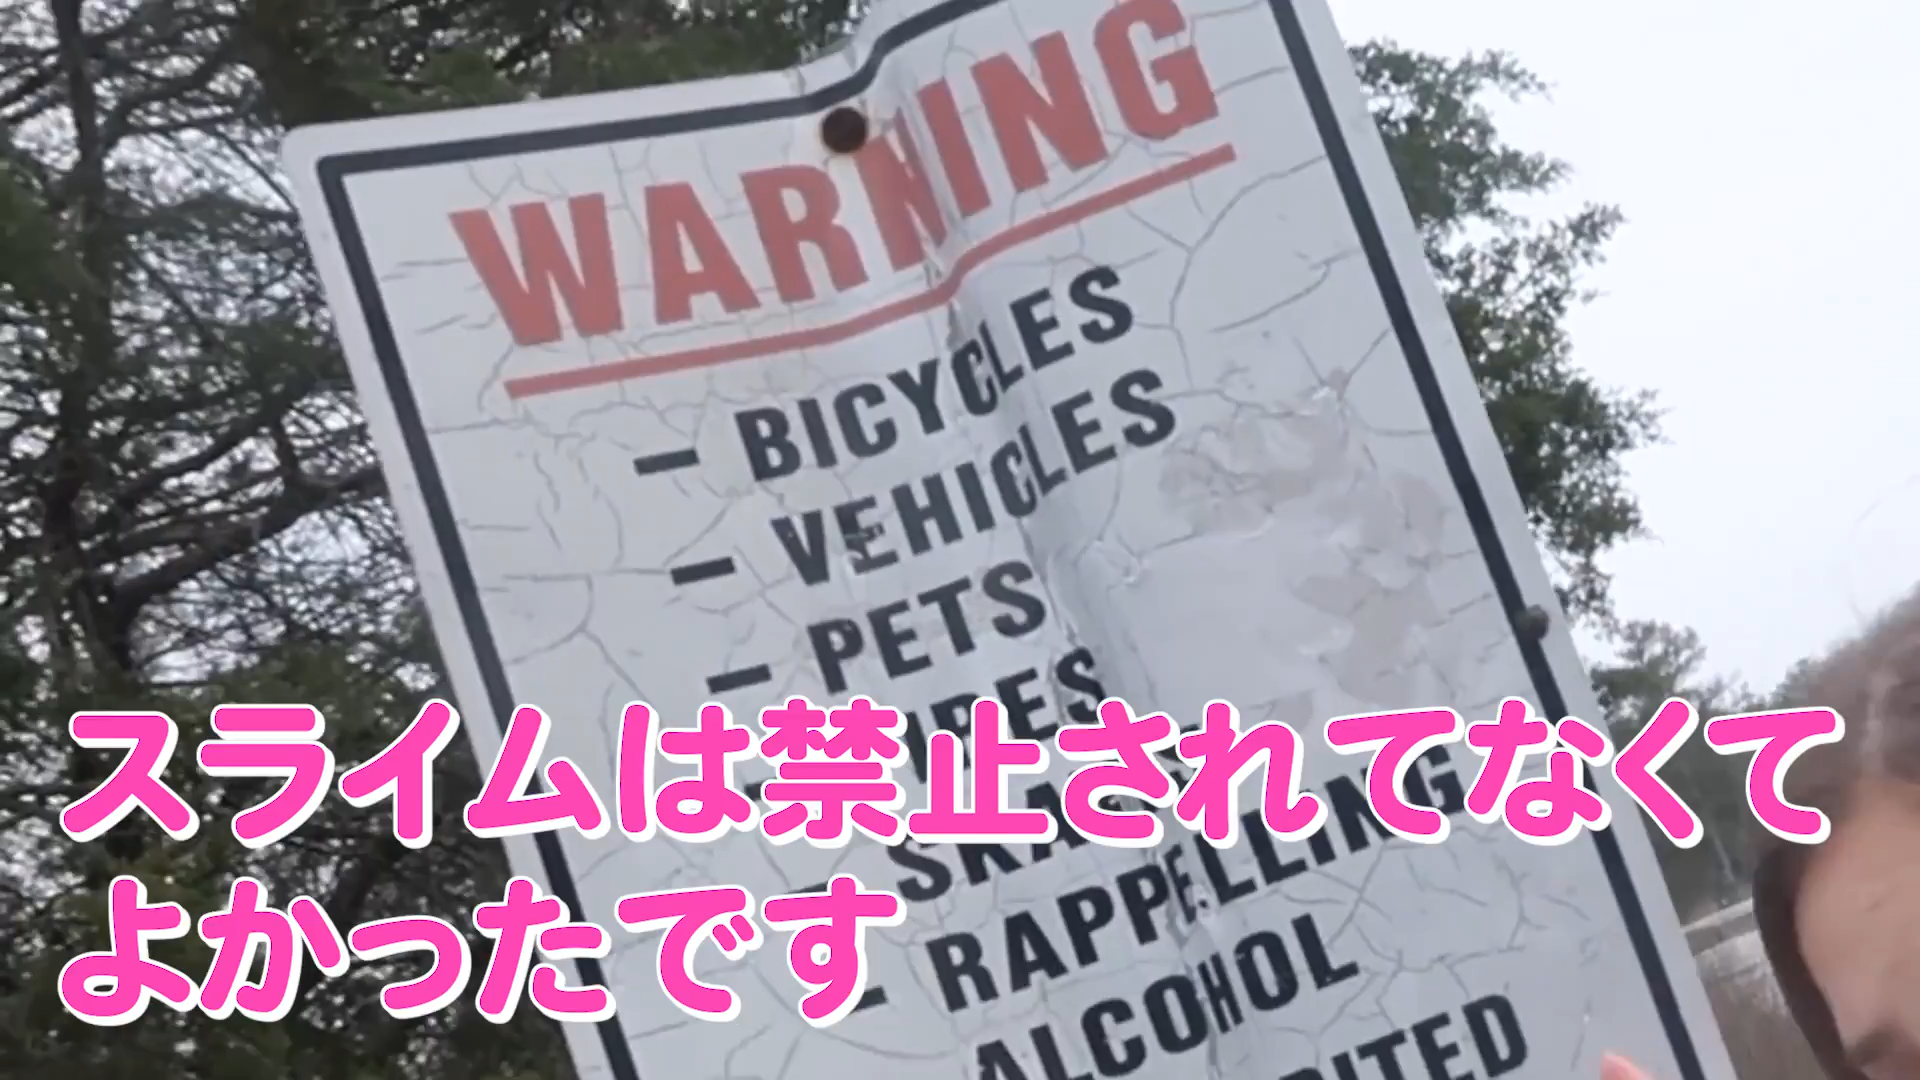 WARNING
- BICYCLES
- VEHICLES
- PETS
- RAPPELLING
ALCOHOL
スライムは禁止されてなくて
よかったです